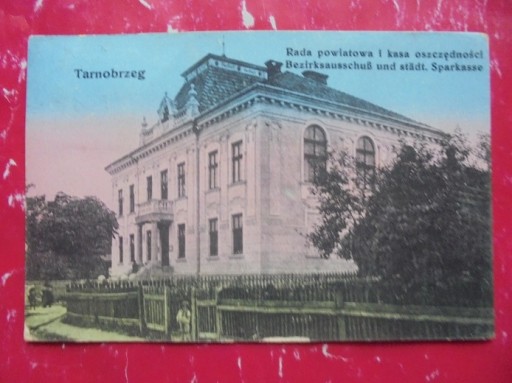 Tarnobrzeg
Rada powiatowa i kasa oszczędności
Bezirksausschuß und städt. Sparkasse